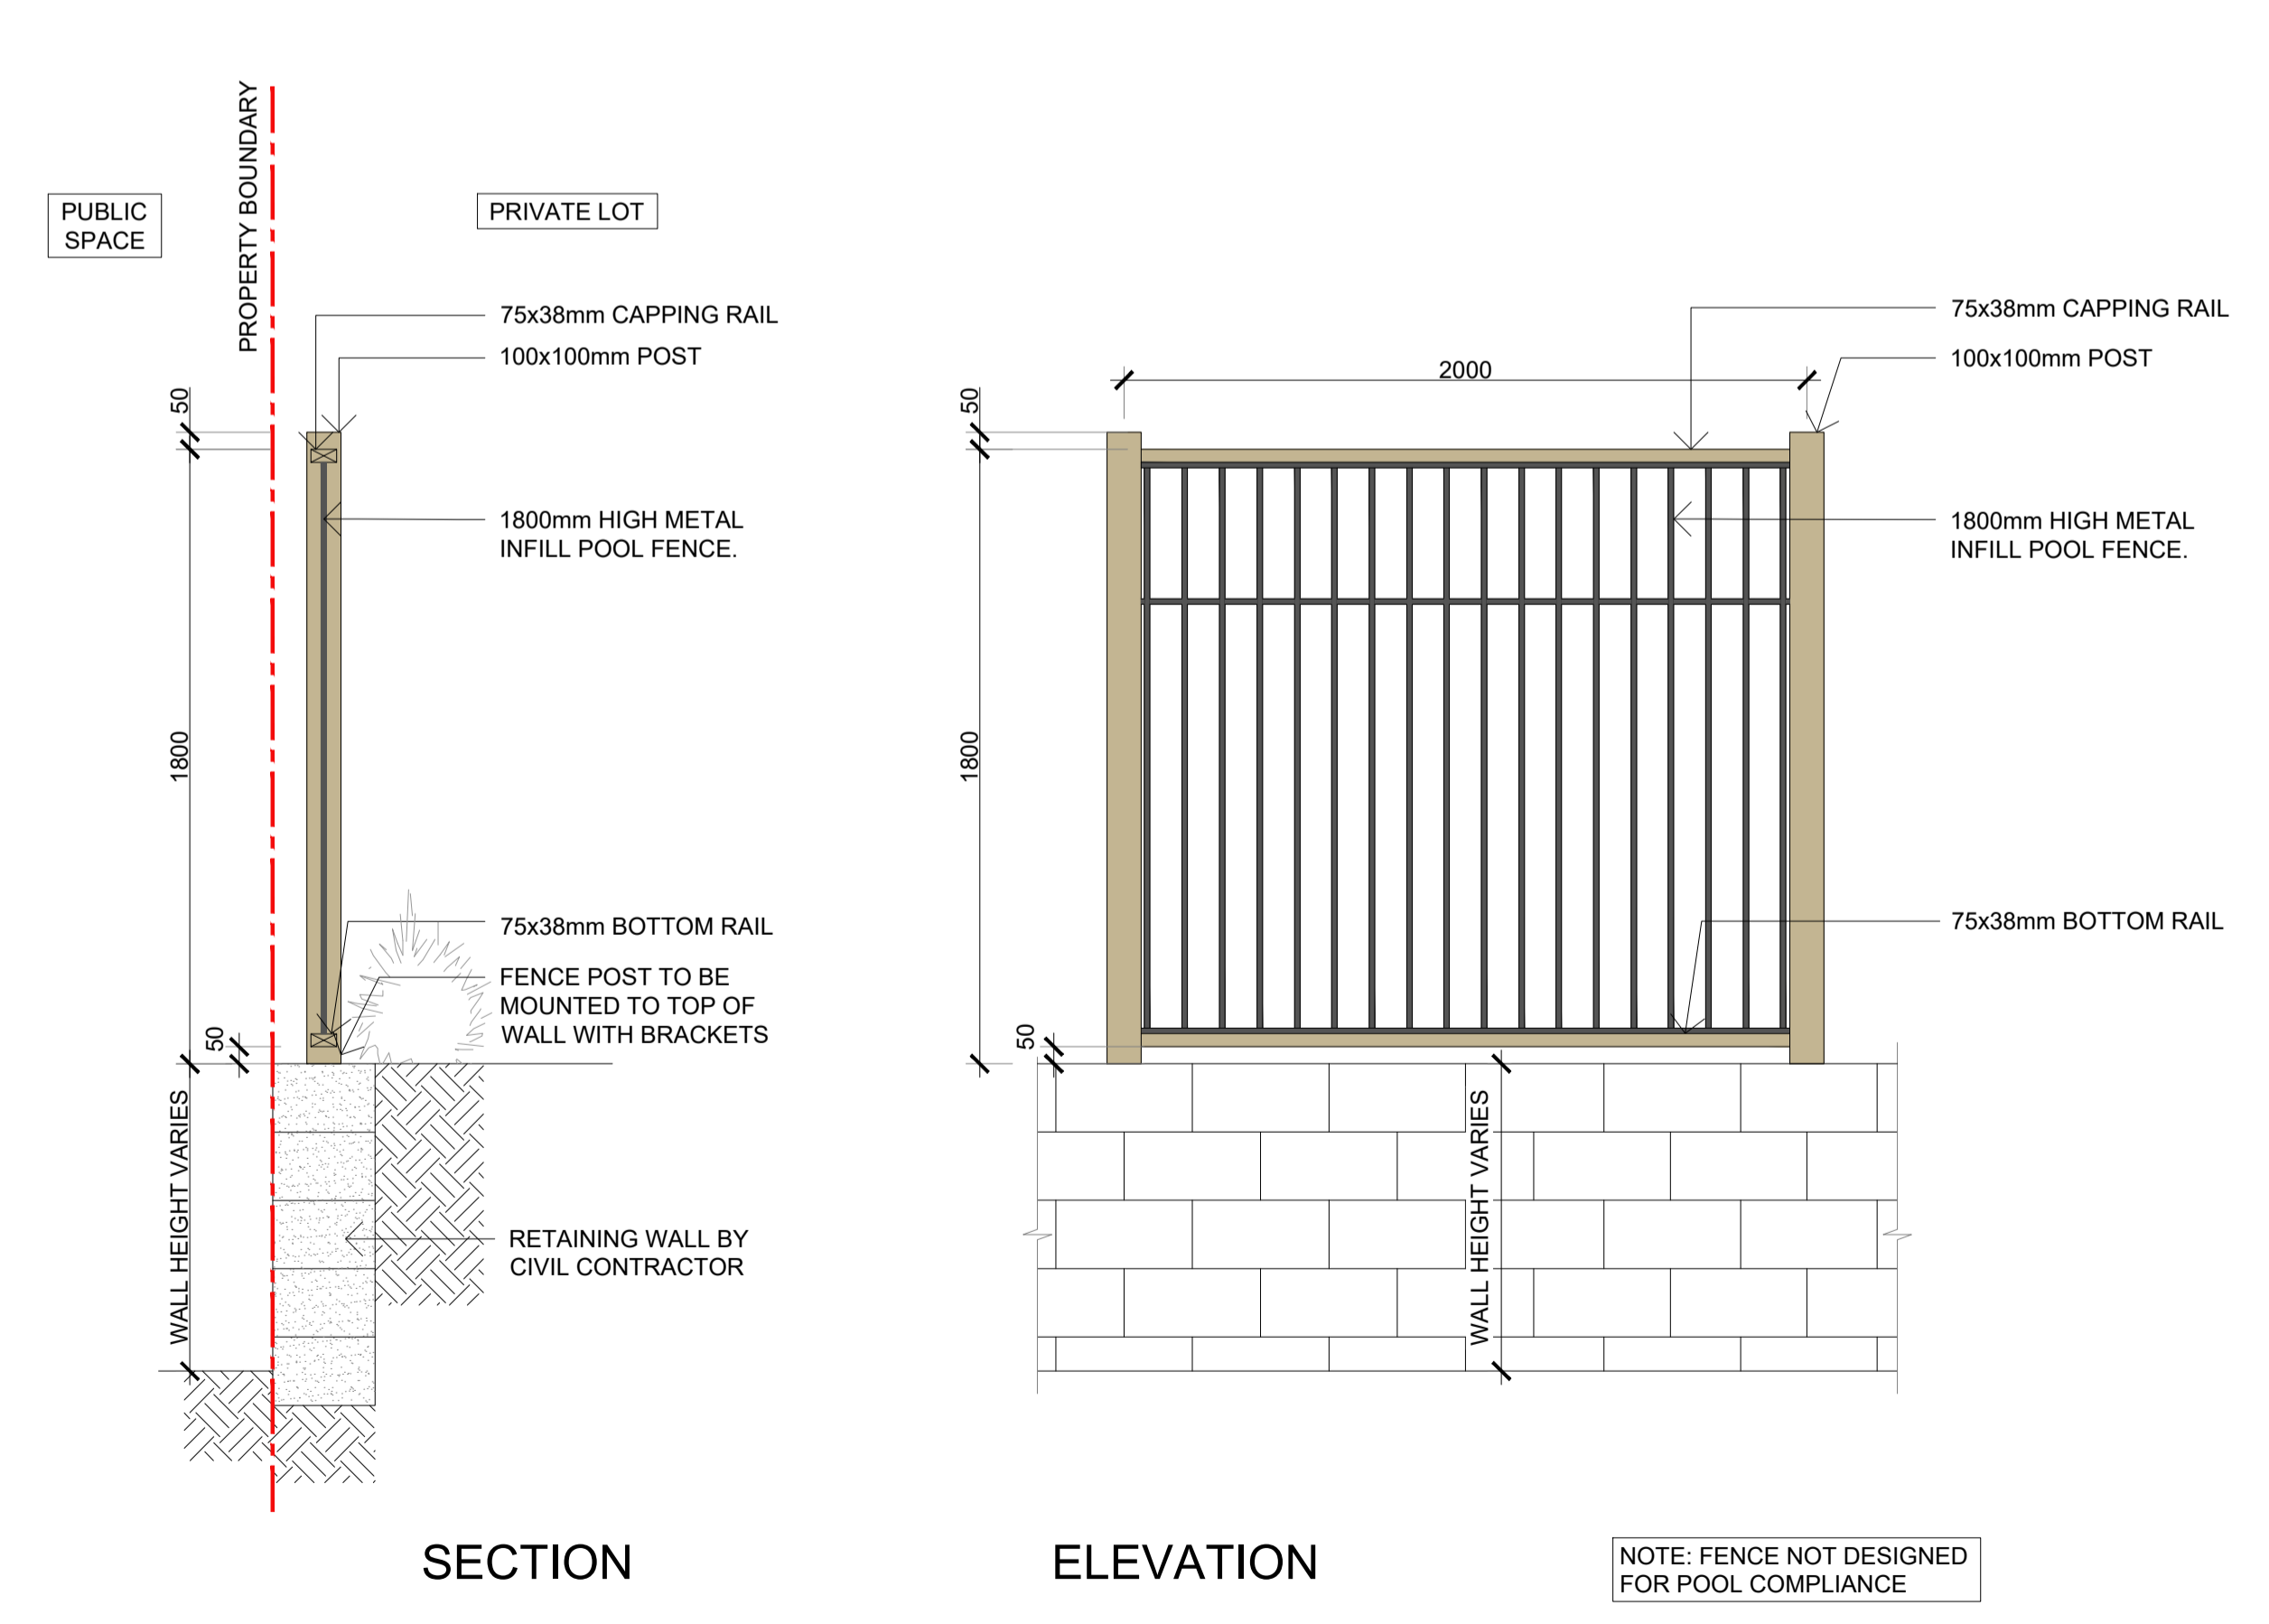 PROPERTY BOUNDARY
PUBLIC
SPACE
PRIVATE LOT
75x38mm CAPPING RAIL
100x100mm POST
50
1800mm HIGH METAL
INFILL POOL FENCE.
1800
75x38mm BOTTOM RAIL
FENCE POST TO BE
MOUNTED TO TOP OF
WALL WITH BRACKETS
50
WALL HEIGHT VARIES
RETAINING WALL BY
CIVIL CONTRACTOR
SECTION
75x38mm CAPPING RAIL
100x100mm POST
2000
50
1800mm HIGH METAL
INFILL POOL FENCE.
1800
75x38mm BOTTOM RAIL
50
WALL HEIGHT VARIES
ELEVATION
NOTE: FENCE NOT DESIGNED
FOR POOL COMPLIANCE